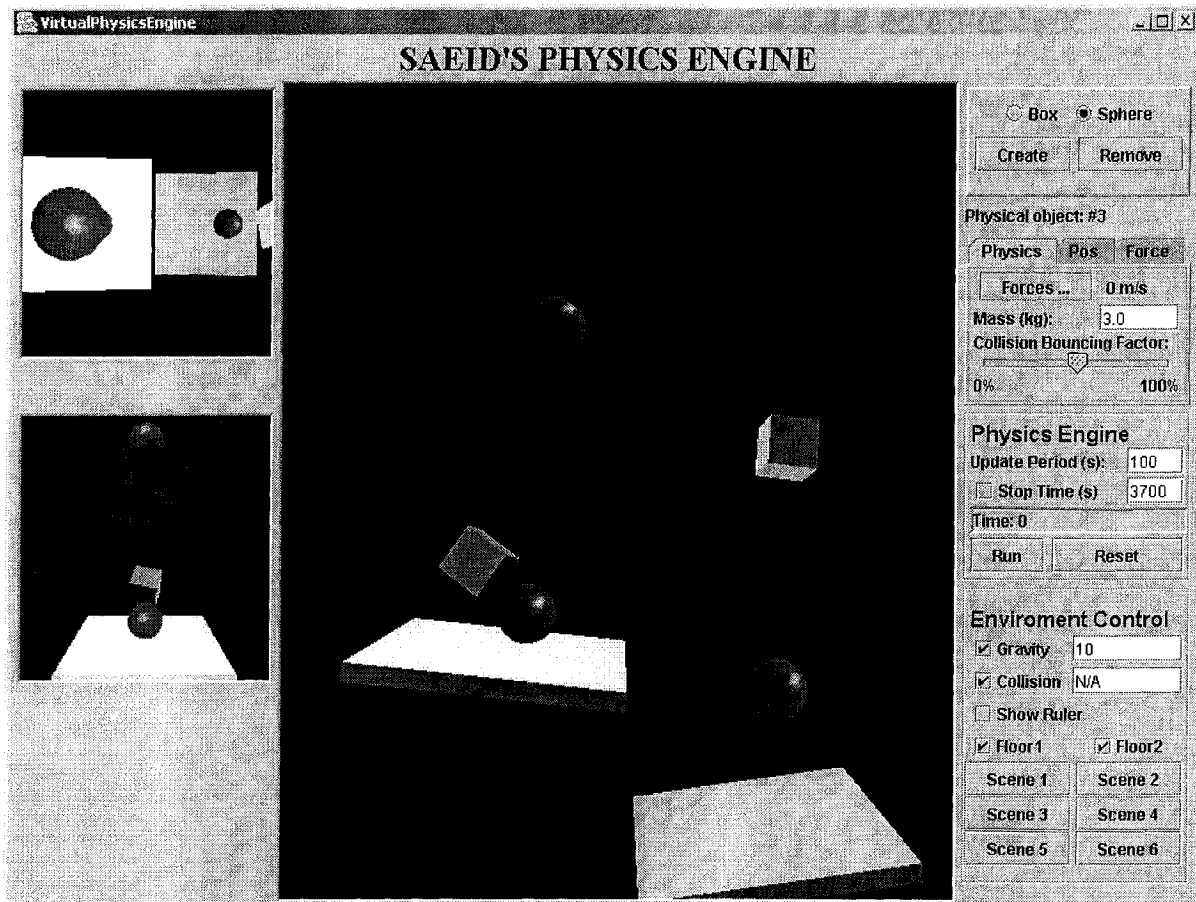 VirtualPhysicsEngine
SAEID'S PHYSICS ENGINE
Box Sphere
Create Remove
Physical object: #3
Physics Pos Force
Forces ... 0 m/s
Mass (kg): 3.0
Collision Bouncing Factor:
0% 100%
Physics Engine
Update Period (s): 100
Stop Time (s) 3700
Time: 0
Run Reset
Enviroment Control
Gravity 10
Collision N/A
Show Ruler
Floor1 Floor2
Scene 1 Scene 2
Scene 3 Scene 4
Scene 5 Scene 6